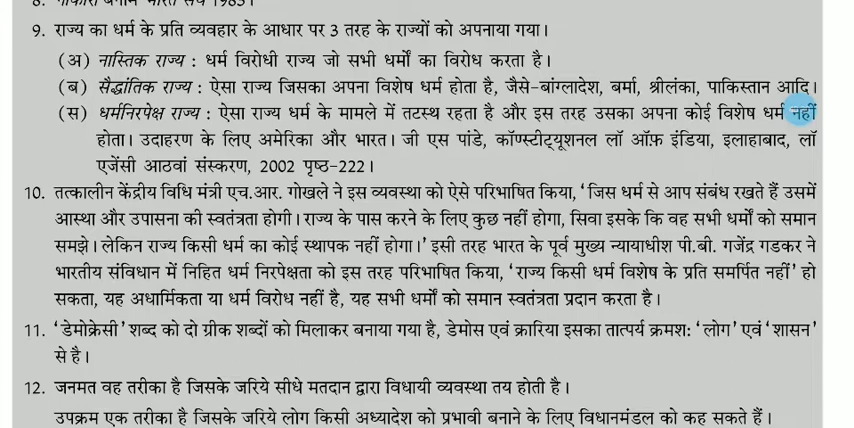 8. नाकारा बनाम भारत संघ 1985।
9. राज्य का धर्म के प्रति व्यवहार के आधार पर 3 तरह के राज्यों को अपनाया गया।
(अ) नास्तिक राज्य : धर्म विरोधी राज्य जो सभी धर्मों का विरोध करता है।
(ब) सैद्धांतिक राज्य : ऐसा राज्य जिसका अपना विशेष धर्म होता है, जैसे-बांग्लादेश, बर्मा, श्रीलंका, पाकिस्तान आदि।
(स) धर्मनिरपेक्ष राज्य : ऐसा राज्य धर्म के मामले में तटस्थ रहता है और इस तरह उसका अपना कोई विशेष धर्म नहीं
होता। उदाहरण के लिए अमेरिका और भारत। जी एस पांडे, कॉण्स्टीट्यूशनल लॉ ऑफ़ इंडिया, इलाहाबाद, लॉ
एजेंसी आठवां संस्करण, 2002 पृष्ठ-222।
10. तत्कालीन केंद्रीय विधि मंत्री एच.आर. गोखले ने इस व्यवस्था को ऐसे परिभाषित किया, 'जिस धर्म से आप संबंध रखते हैं उसमें
आस्था और उपासना की स्वतंत्रता होगी। राज्य के पास करने के लिए कुछ नहीं होगा, सिवा इसके कि वह सभी धर्मों को समान
समझे। लेकिन राज्य किसी धर्म का कोई स्थापक नहीं होगा।' इसी तरह भारत के पूर्व मुख्य न्यायाधीश पी.बी. गजेंद्र गडकर ने
भारतीय संविधान में निहित धर्म निरपेक्षता को इस तरह परिभाषित किया, 'राज्य किसी धर्म विशेष के प्रति समर्पित नहीं' हो
सकता, यह अधार्मिकता या धर्म विरोध नहीं है, यह सभी धर्मों को समान स्वतंत्रता प्रदान करता है।
11. 'डेमोक्रेसी' शब्द को दो ग्रीक शब्दों को मिलाकर बनाया गया है, डेमोस एवं क्रारिया इसका तात्पर्य क्रमश: 'लोग' एवं 'शासन'
से है।
12. जनमत वह तरीका है जिसके जरिये सीधे मतदान द्वारा विधायी व्यवस्था तय होती है।
उपक्रम एक तरीका है जिसके जरिये लोग किसी अध्यादेश को प्रभावी बनाने के लिए विधानमंडल को कह सकते हैं।